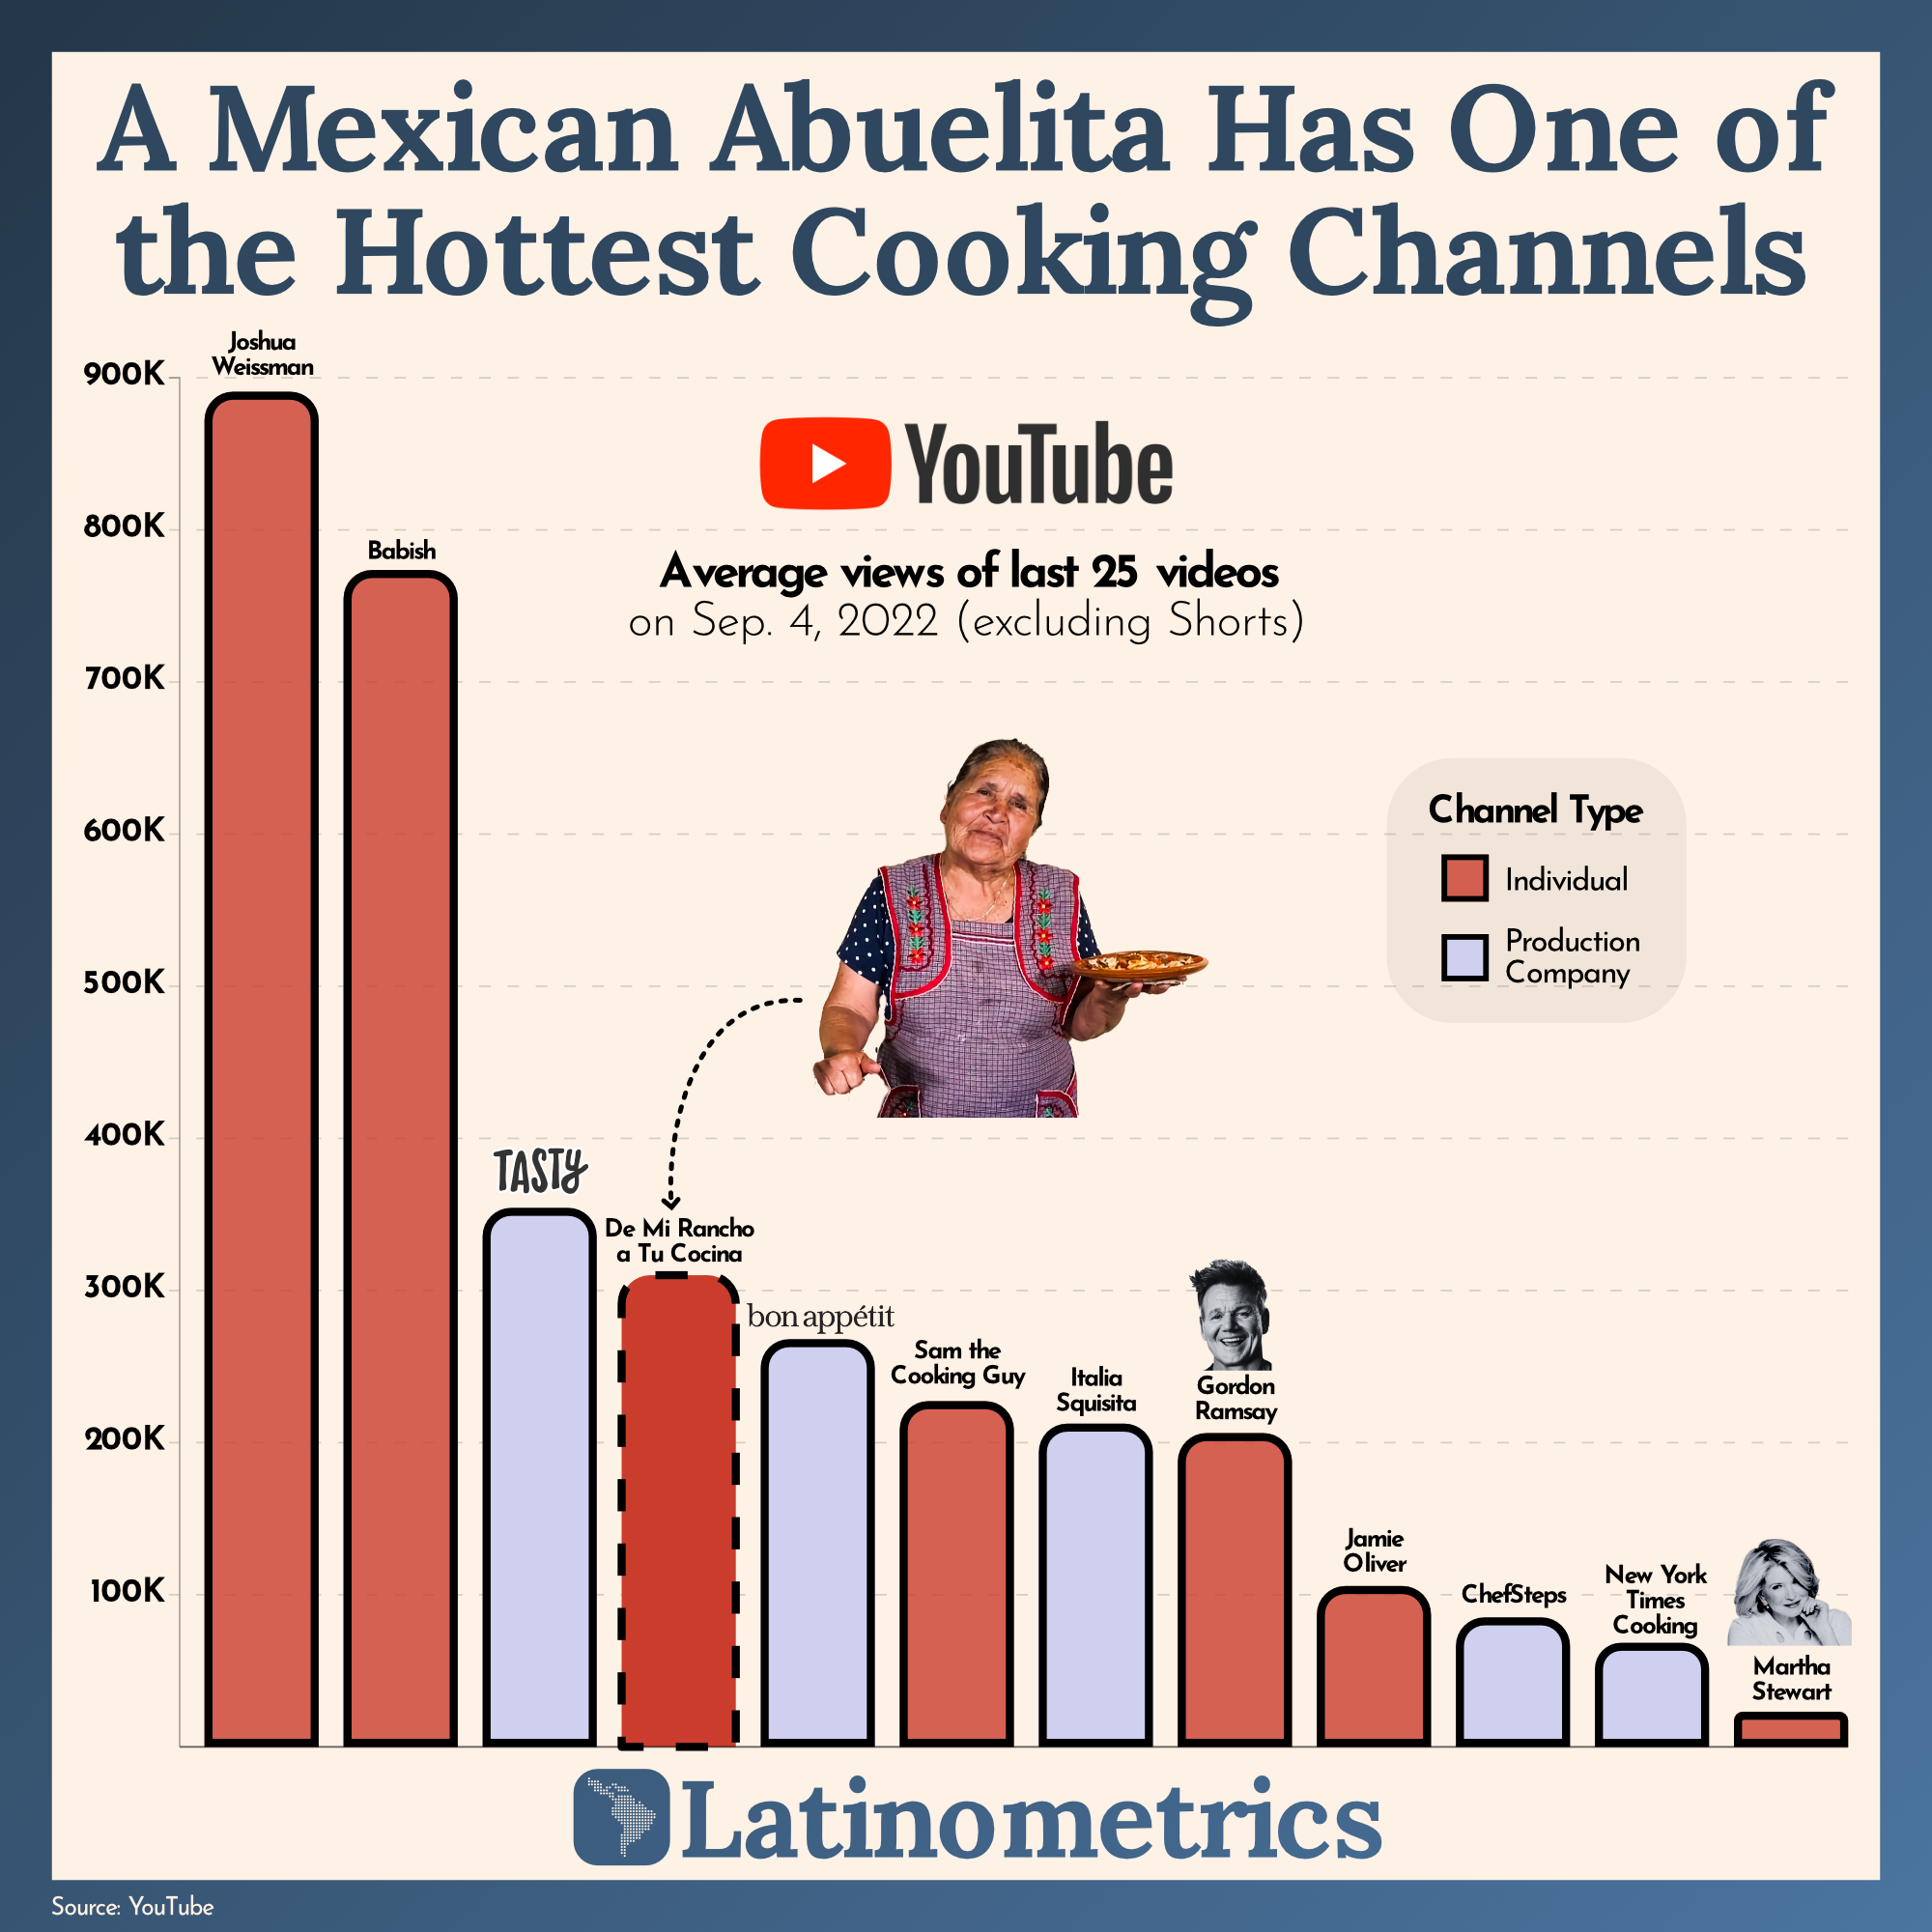 A Mexican Abuelita Has One of
the Hottest Cooking Channels
YouTube
Average views of last 25 videos
on Sep. 4, 2022 (excluding Shorts)
900K
800K
700K
600K
500K
400K
300K
200K
100K
Channel Type
Individual
Production
Company
Joshua
Weissman
Babish
TASTY
De Mi Rancho
a Tu Cocina
bon appétit
Sam the
Cooking Guy
Italia
Squisita
Gordon
Ramsay
Jamie
Oliver
ChefSteps
New York
Times
Cooking
Martha
Stewart
Latinometrics
Source: YouTube